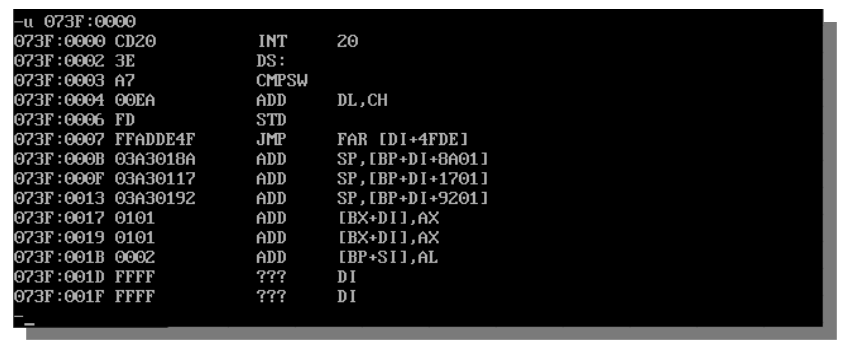 -u 073F:0000
073F:0000 CD20 INT 20
073F:0002 3E DS:
073F:0003 A7 CMPSW
073F:0004 00EA ADD DL,CH
073F:0006 FD STD
073F:0007 FFADDE4F JMP FAR [DI+4FDE]
073F:000B 03A3018A ADD SP,[BP+DI+8A01]
073F:000F 03A30117 ADD SP,[BP+DI+1701]
073F:0013 03A30192 ADD SP,[BP+DI+9201]
073F:0017 0101 ADD [BX+DI],AX
073F:0019 0101 ADD [BX+DI],AX
073F:001B 0002 ADD [BP+SI],AL
073F:001D FFFF ??? DI
073F:001F FFFF ??? DI
-_